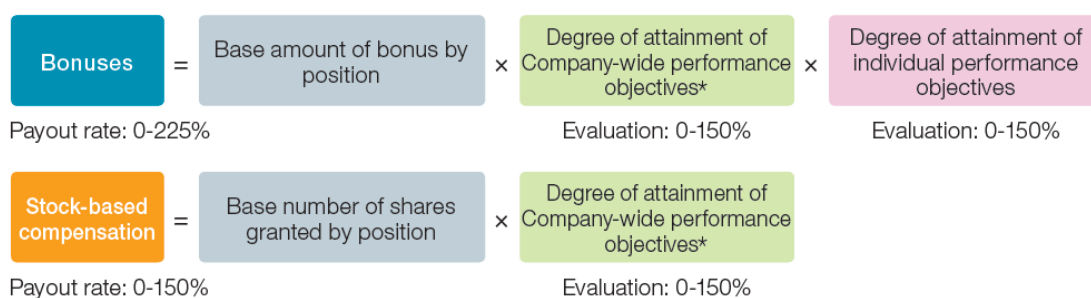 Bonuses = Base amount of bonus by position × Degree of attainment of Company-wide performance objectives* × Degree of attainment of individual performance objectives
Payout rate: 0-225% Evaluation: 0-150% Evaluation: 0-150%
Stock-based compensation = Base number of shares granted by position × Degree of attainment of Company-wide performance objectives*
Payout rate: 0-150% Evaluation: 0-150%